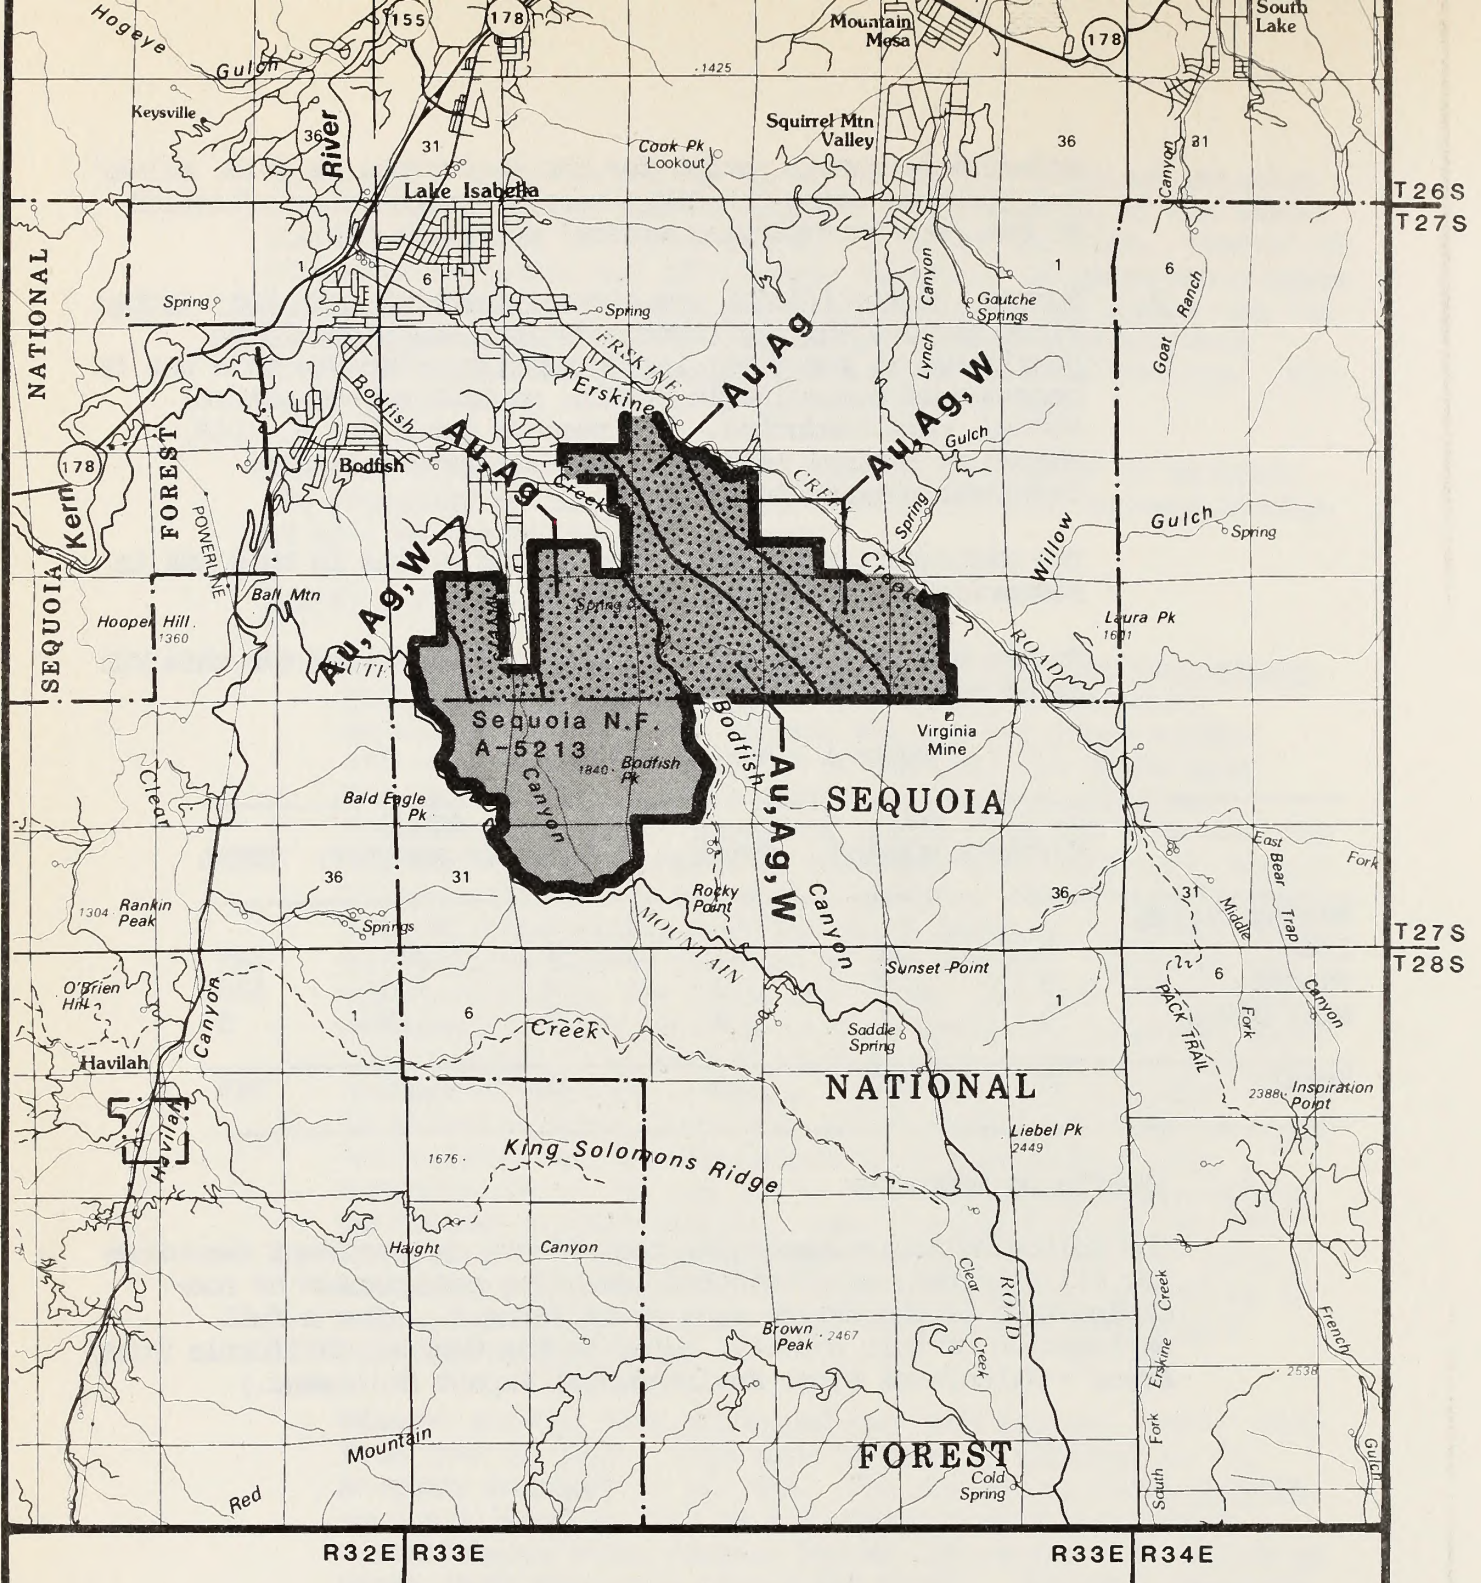 Hogeye
Gulch
155
178
Mountain
Mesa
178
South
Lake
1425
Keysville
36
River
31
Cook Pk
Lookout
Squirrel Mtn
Valley
36
Canyon
31
Lake Isabella
T26S
T27S
NATIONAL
1
6
Spring
Spring
Canyon
Lynch
Gautche
Springs
1
6
Ranch
Goat
ERSKINE
Erskine
Au, Ag
Au, Ag, W
Bodfish
Bodfish
Au, Ag
Creek
Gulch
178
FOREST
Kern
POWERLINE
CREEK
Spring
Creek
Willow
Gulch
Spring
Au, Ag, W
SEQUOIA
Ball Mtn
Hooper Hill
1360
Spring
Laura Pk
1601
ROAD
Sequoia N.F.
A-5213
1840
Bodfish
Pk
Canyon
Bodfish
Au, Ag, W
Virginia
Mine
SEQUOIA
Clear
Bald Eagle
Pk
East
Fork
Bear
Trap
Canyon
36
31
36
31
Middle
Fork
1304
Rankin
Peak
Springs
Rocky
Point
MOUNTAIN
Canyon
Sunset Point
T27S
T28S
O'Brien
Hill
Canyon
1
6
Creek
1
6
PACK TRAIL
Saddle
Spring
Havilah
NATIONAL
2388
Inspiration
Point
5
Havilah
Liebel Pk
2449
1676
King Solomons Ridge
Haight
Canyon
Clear
Creek
ROAD
Brown
Peak
2467
South Fork Erskine Creek
French
Gulch
2538
Mountain
Red
FOREST
Cold
Spring
R32E
R33E
R33E
R34E